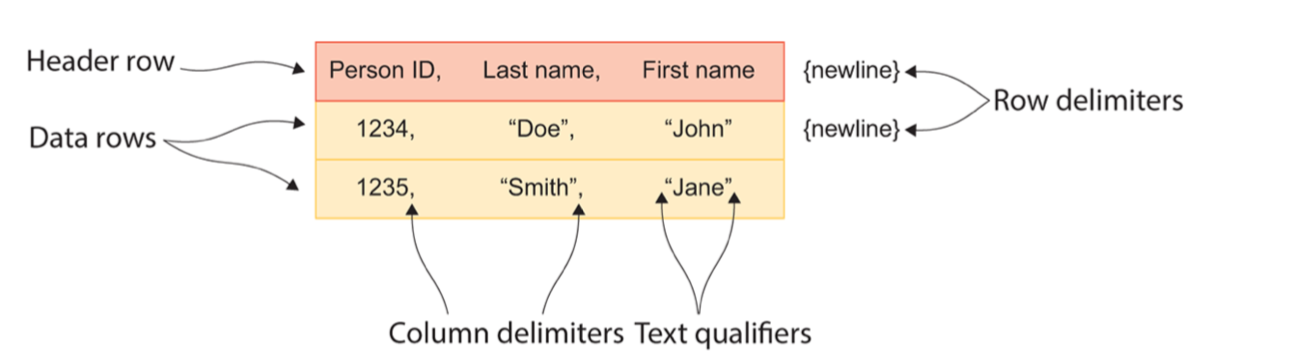 Header row
Person ID, Last name, First name {newline}
Row delimiters
Data rows
1234, “Doe”, “John” {newline}
1235, “Smith”, “Jane”
Column delimiters Text qualifiers